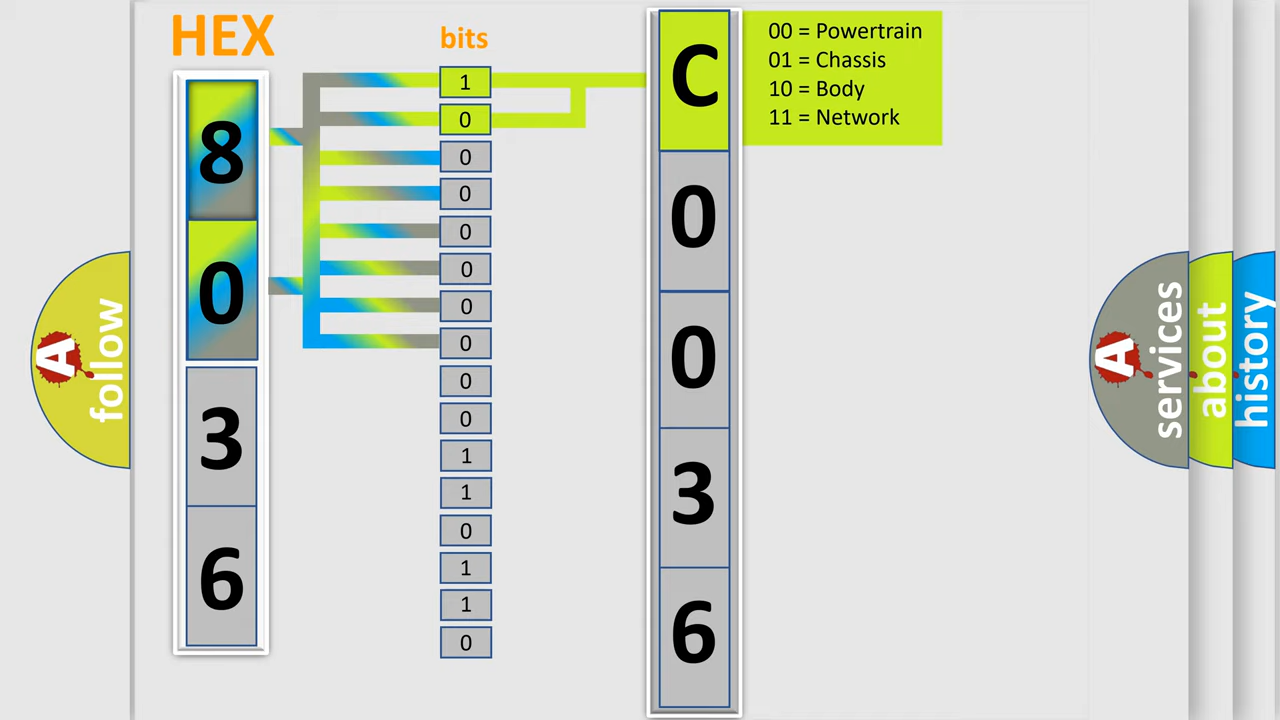 HEX
8
0
3
6
bits
1
0
0
0
0
0
0
0
0
0
1
1
0
1
1
0
C
0
0
3
6
00 = Powertrain
01 = Chassis
10 = Body
11 = Network
A
follow
A
services
about
history